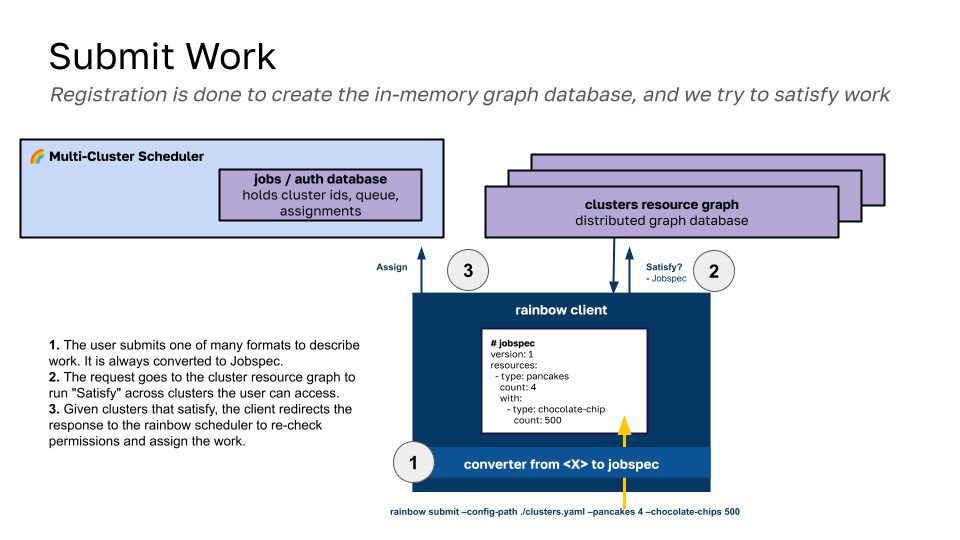 Submit Work
Registration is done to create the in-memory graph database, and we try to satisfy work
🌈 Multi-Cluster Scheduler
jobs / auth database
holds cluster ids, queue,
assignments
clusters resource graph
distributed graph database
Assign
3
Satisfy?
- Jobspec
2
rainbow client
# jobspec
version: 1
resources:
- type: pancakes
count: 4
with:
- type: chocolate-chip
count: 500
1. The user submits one of many formats to describe
work. It is always converted to Jobspec.
2. The request goes to the cluster resource graph to
run "Satisfy" across clusters the user can access.
3. Given clusters that satisfy, the client redirects the
response to the rainbow scheduler to re-check
permissions and assign the work.
1
converter from <X> to jobspec
rainbow submit –config-path ./clusters.yaml –pancakes 4 –chocolate-chips 500